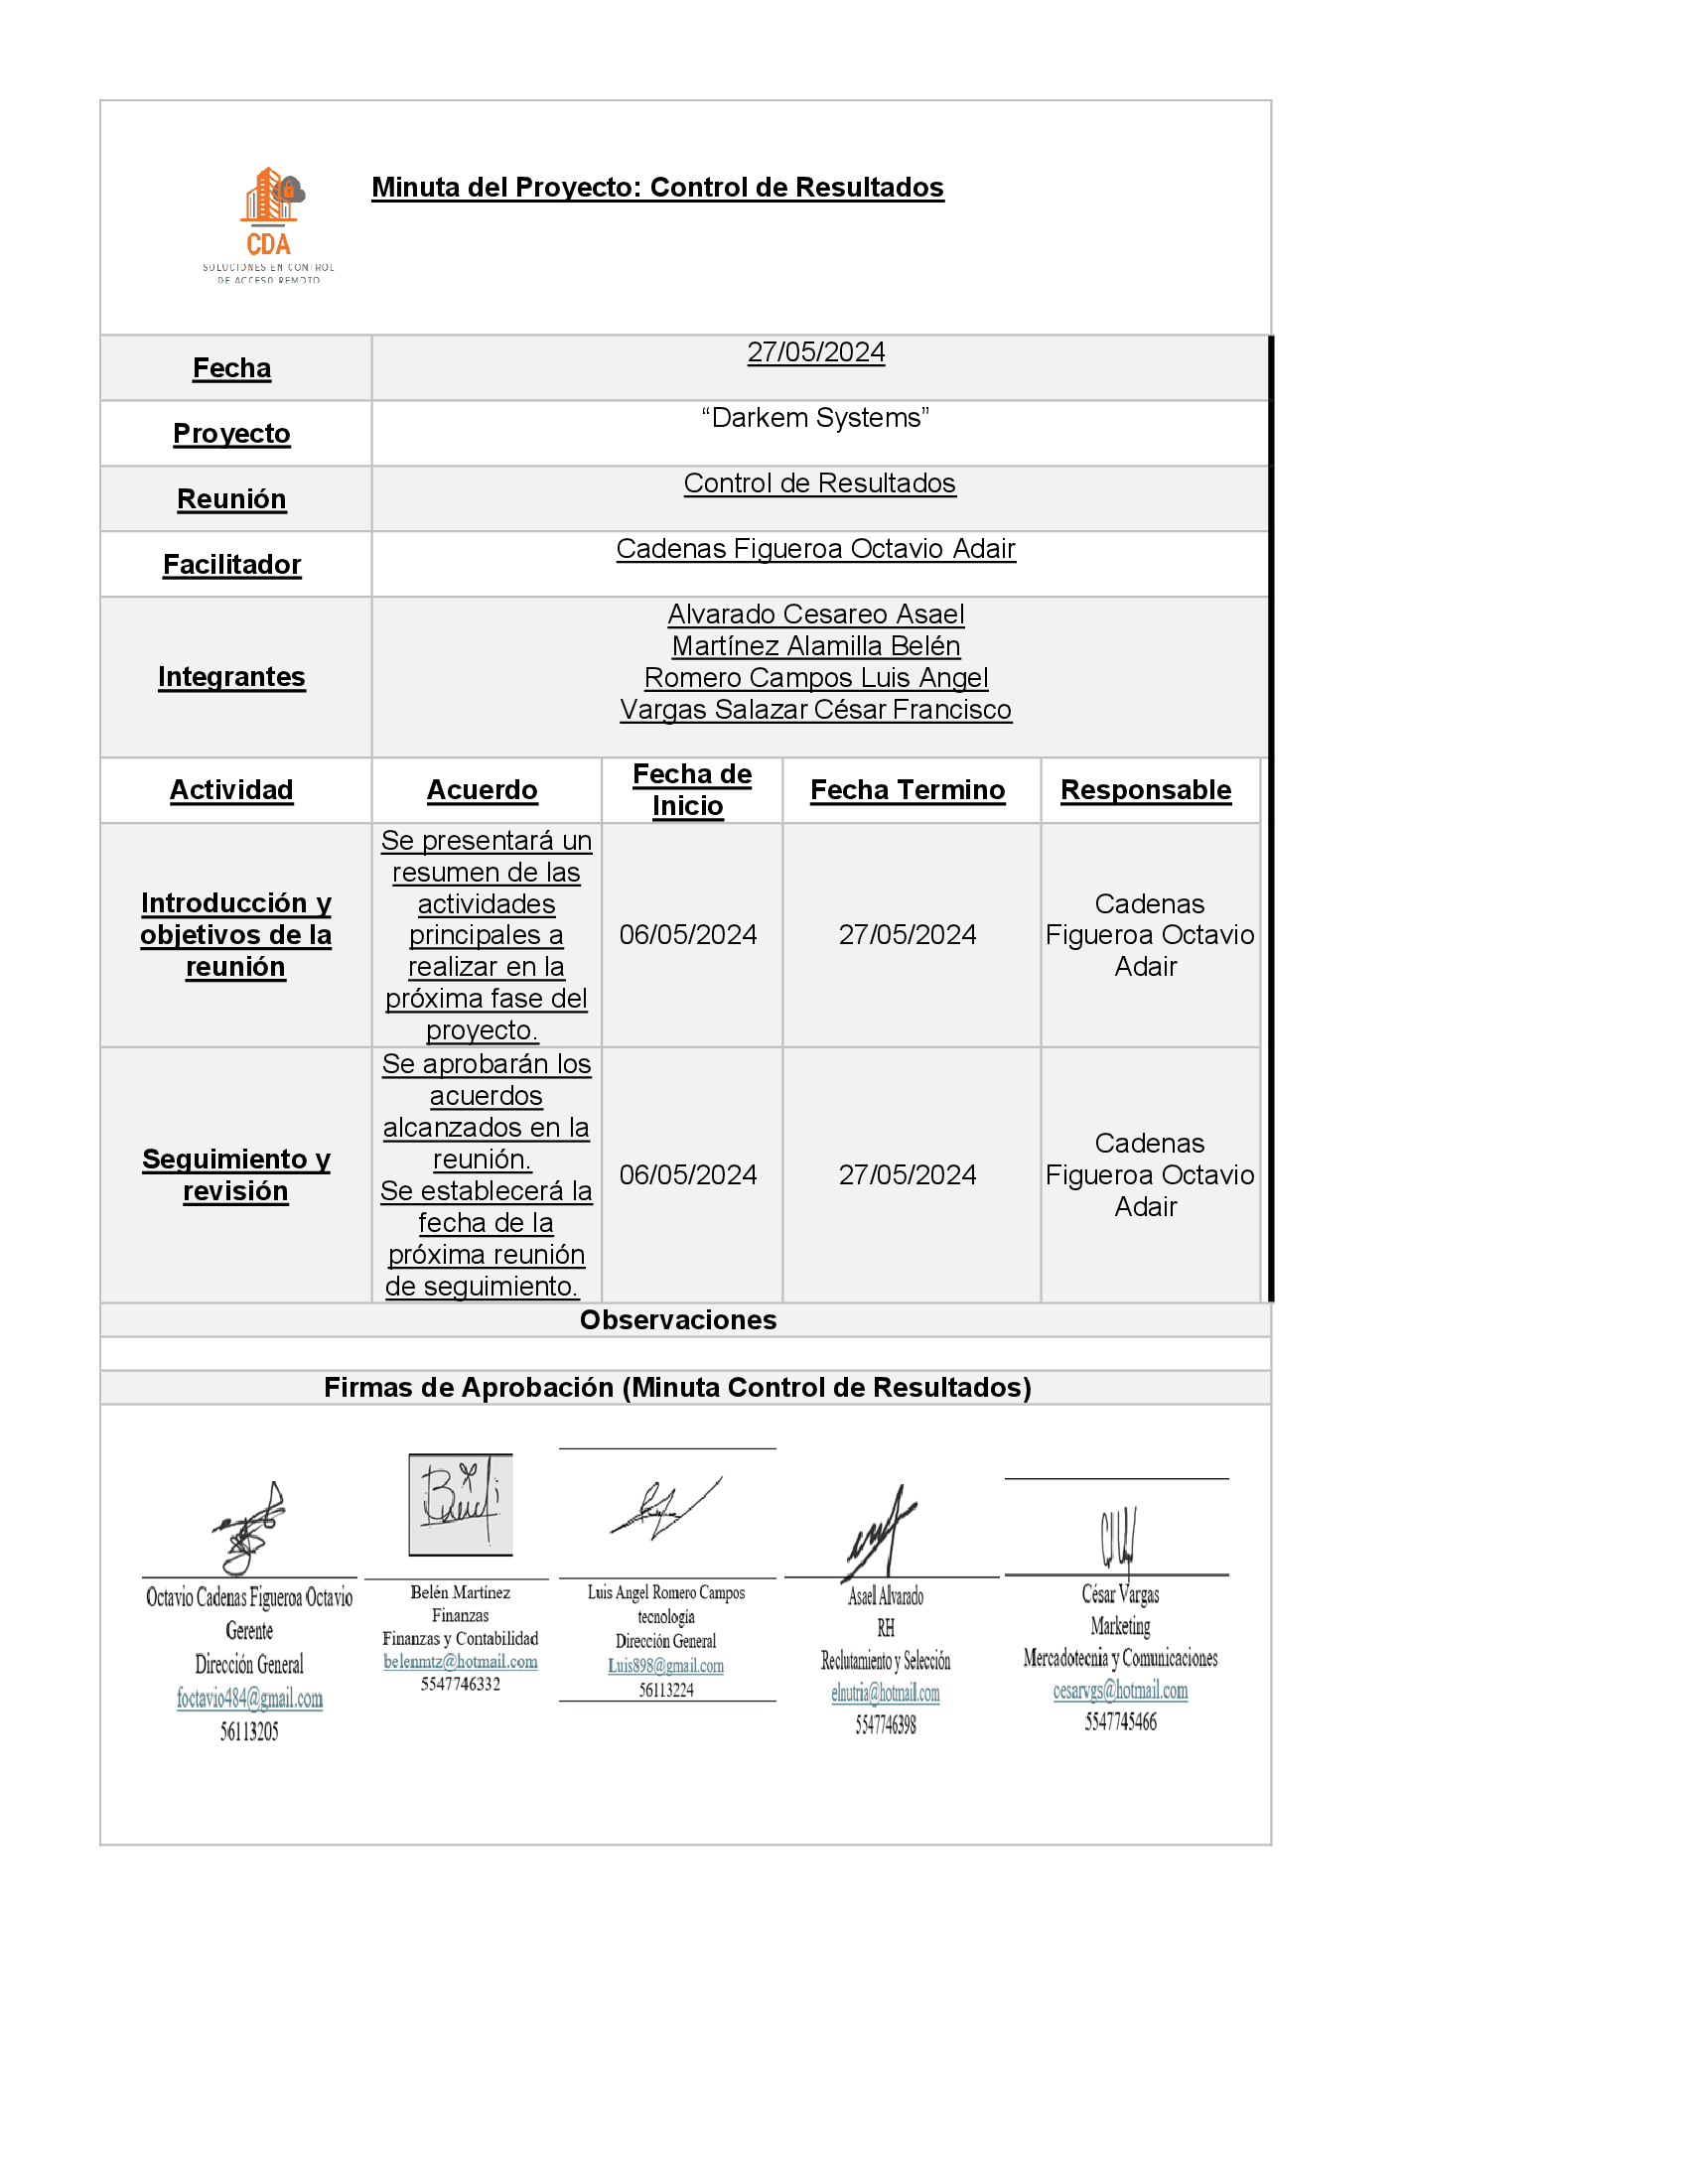 Minuta del Proyecto: Control de Resultados
CDA
SOLUCIONES EN CONTROL
DE ACCESO REMOTO
Fecha
27/05/2024
Proyecto
“Darkem Systems”
Reunión
Control de Resultados
Facilitador
Cadenas Figueroa Octavio Adair
Integrantes
Alvarado Cesareo Asael
Martínez Alamilla Belén
Romero Campos Luis Angel
Vargas Salazar César Francisco
Actividad
Acuerdo
Fecha de
Inicio
Fecha Termino
Responsable
Introducción y
objetivos de la
reunión
Se presentará un
resumen de las
actividades
principales a
realizar en la
próxima fase del
proyecto.
06/05/2024
27/05/2024
Cadenas
Figueroa Octavio
Adair
Seguimiento y
revisión
Se aprobarán los
acuerdos
alcanzados en la
reunión.
Se establecerá la
fecha de la
próxima reunión
de seguimiento.
06/05/2024
27/05/2024
Cadenas
Figueroa Octavio
Adair
Observaciones
Firmas de Aprobación (Minuta Control de Resultados)
Octavio Cadenas Figueroa Octavio
Gerente
Dirección General
foctavio484@gmail.com
56113205
Belén Martínez
Finanzas
Finanzas y Contabilidad
belenmtz@hotmail.com
5547746332
Luis Angel Romero Campos
tecnología
Dirección General
Luis898@gmail.com
56113224
Asael Alvarado
RH
Reclutamiento y Selección
elnutria@hotmail.com
5547746398
César Vargas
Marketing
Mercadotecnia y Comunicaciones
cesarvgs@hotmail.com
5547745466